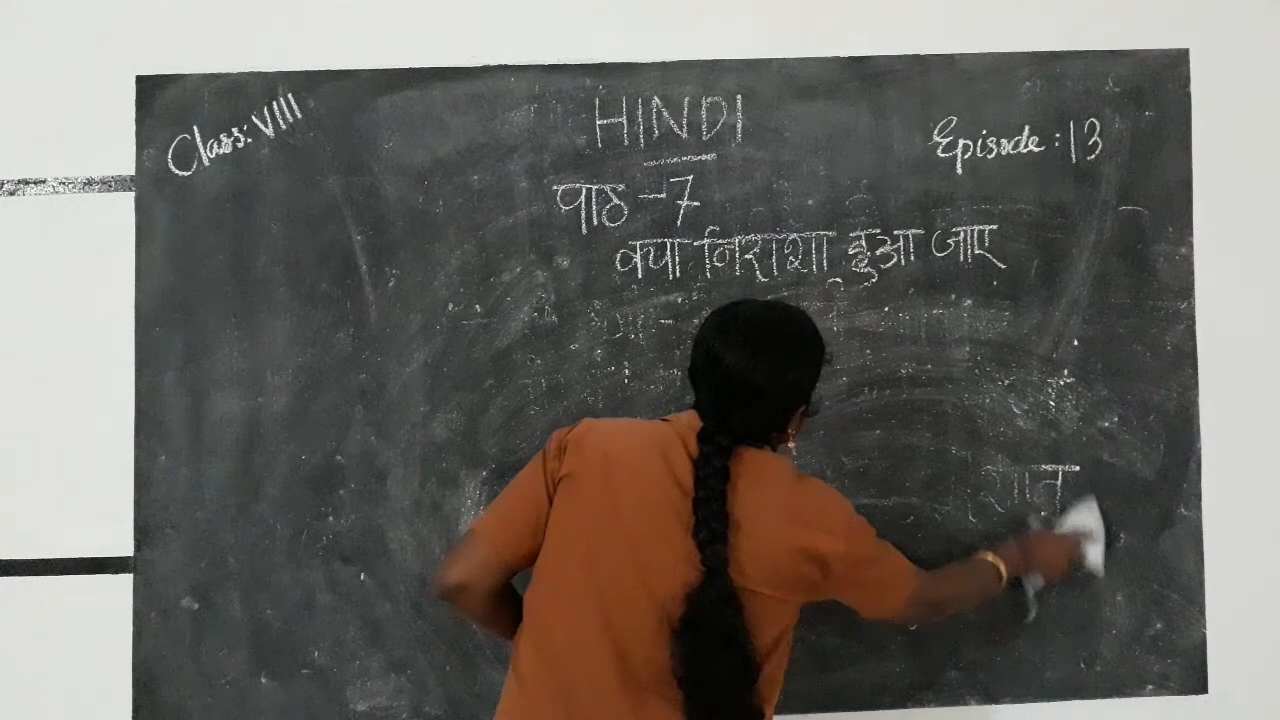 Class: VIII
HINDI
Episode: 13
पाठ - 7
क्या निराशा हुआ जाए